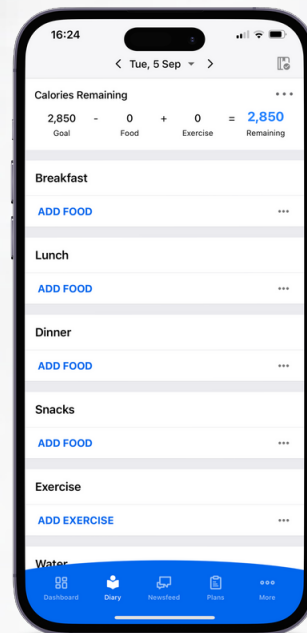 16:24
Tue, 5 Sep
Calories Remaining
2,850 - 0 + 0 = 2,850
Goal Food Exercise Remaining
Breakfast
ADD FOOD
Lunch
ADD FOOD
Dinner
ADD FOOD
Snacks
ADD FOOD
Exercise
ADD EXERCISE
Water
Dashboard Diary Newsfeed Plans More